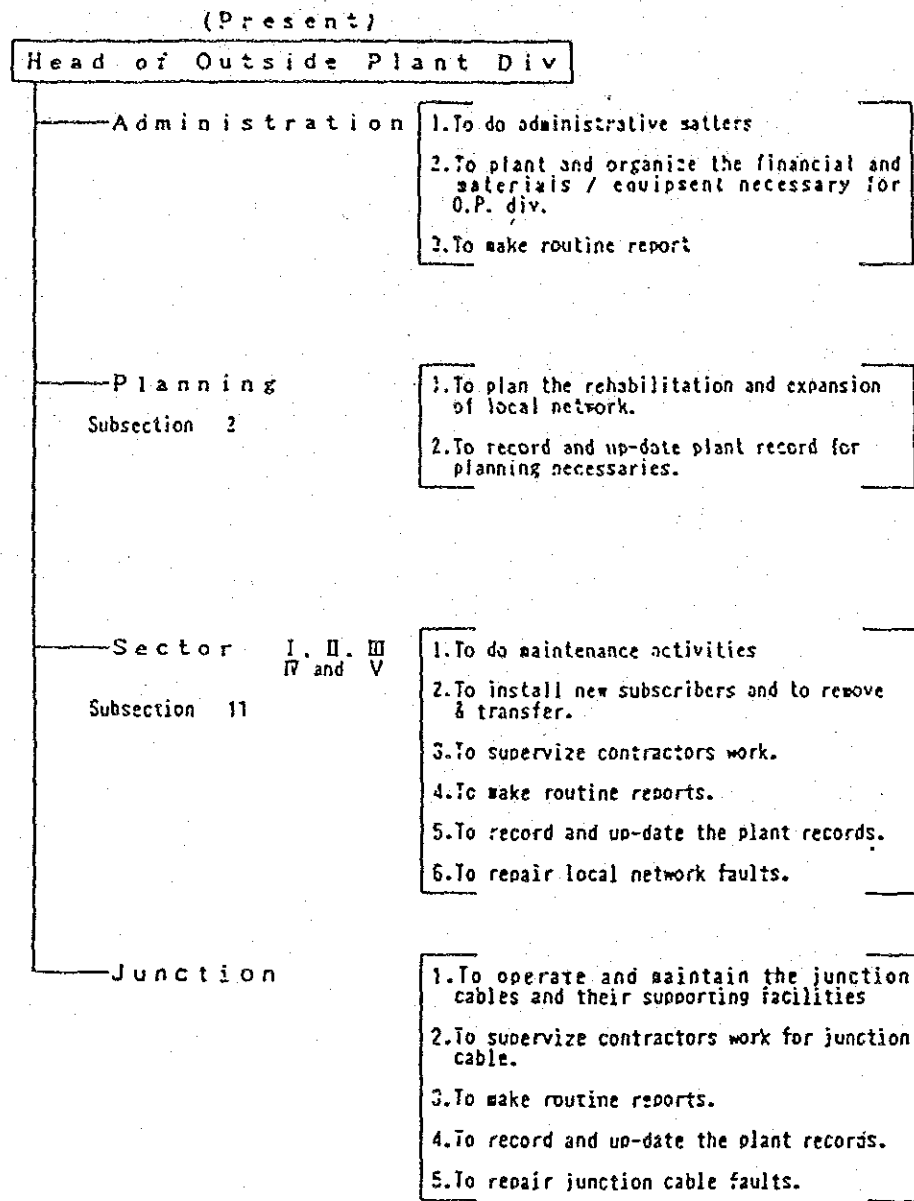 (Present)
Head of Outside Plant Div
Administration
1.To do administrative satters
2.To plant and organize the financial and
materials / equipsent necessary for
O.P. div.
3.To make routine report
Planning
Subsection 2
1.To plan the rehabilitation and expansion
of local network.
2.To record and up-date plant record for
planning necessaries.
Sector I, II, III
IV and V
Subsection 11
1.To do maintenance activities
2.To install new subscribers and to remove
& transfer.
3.To supervize contractors work.
4.To make routine reports.
5.To record and up-date the plant records.
6.To repair local network faults.
Junction
1.To operate and maintain the junction
cables and their supporting facilities
2.To supervize contractors work for junction
cable.
3.To make routine reports.
4.To record and up-date the plant records.
5.To repair junction cable faults.